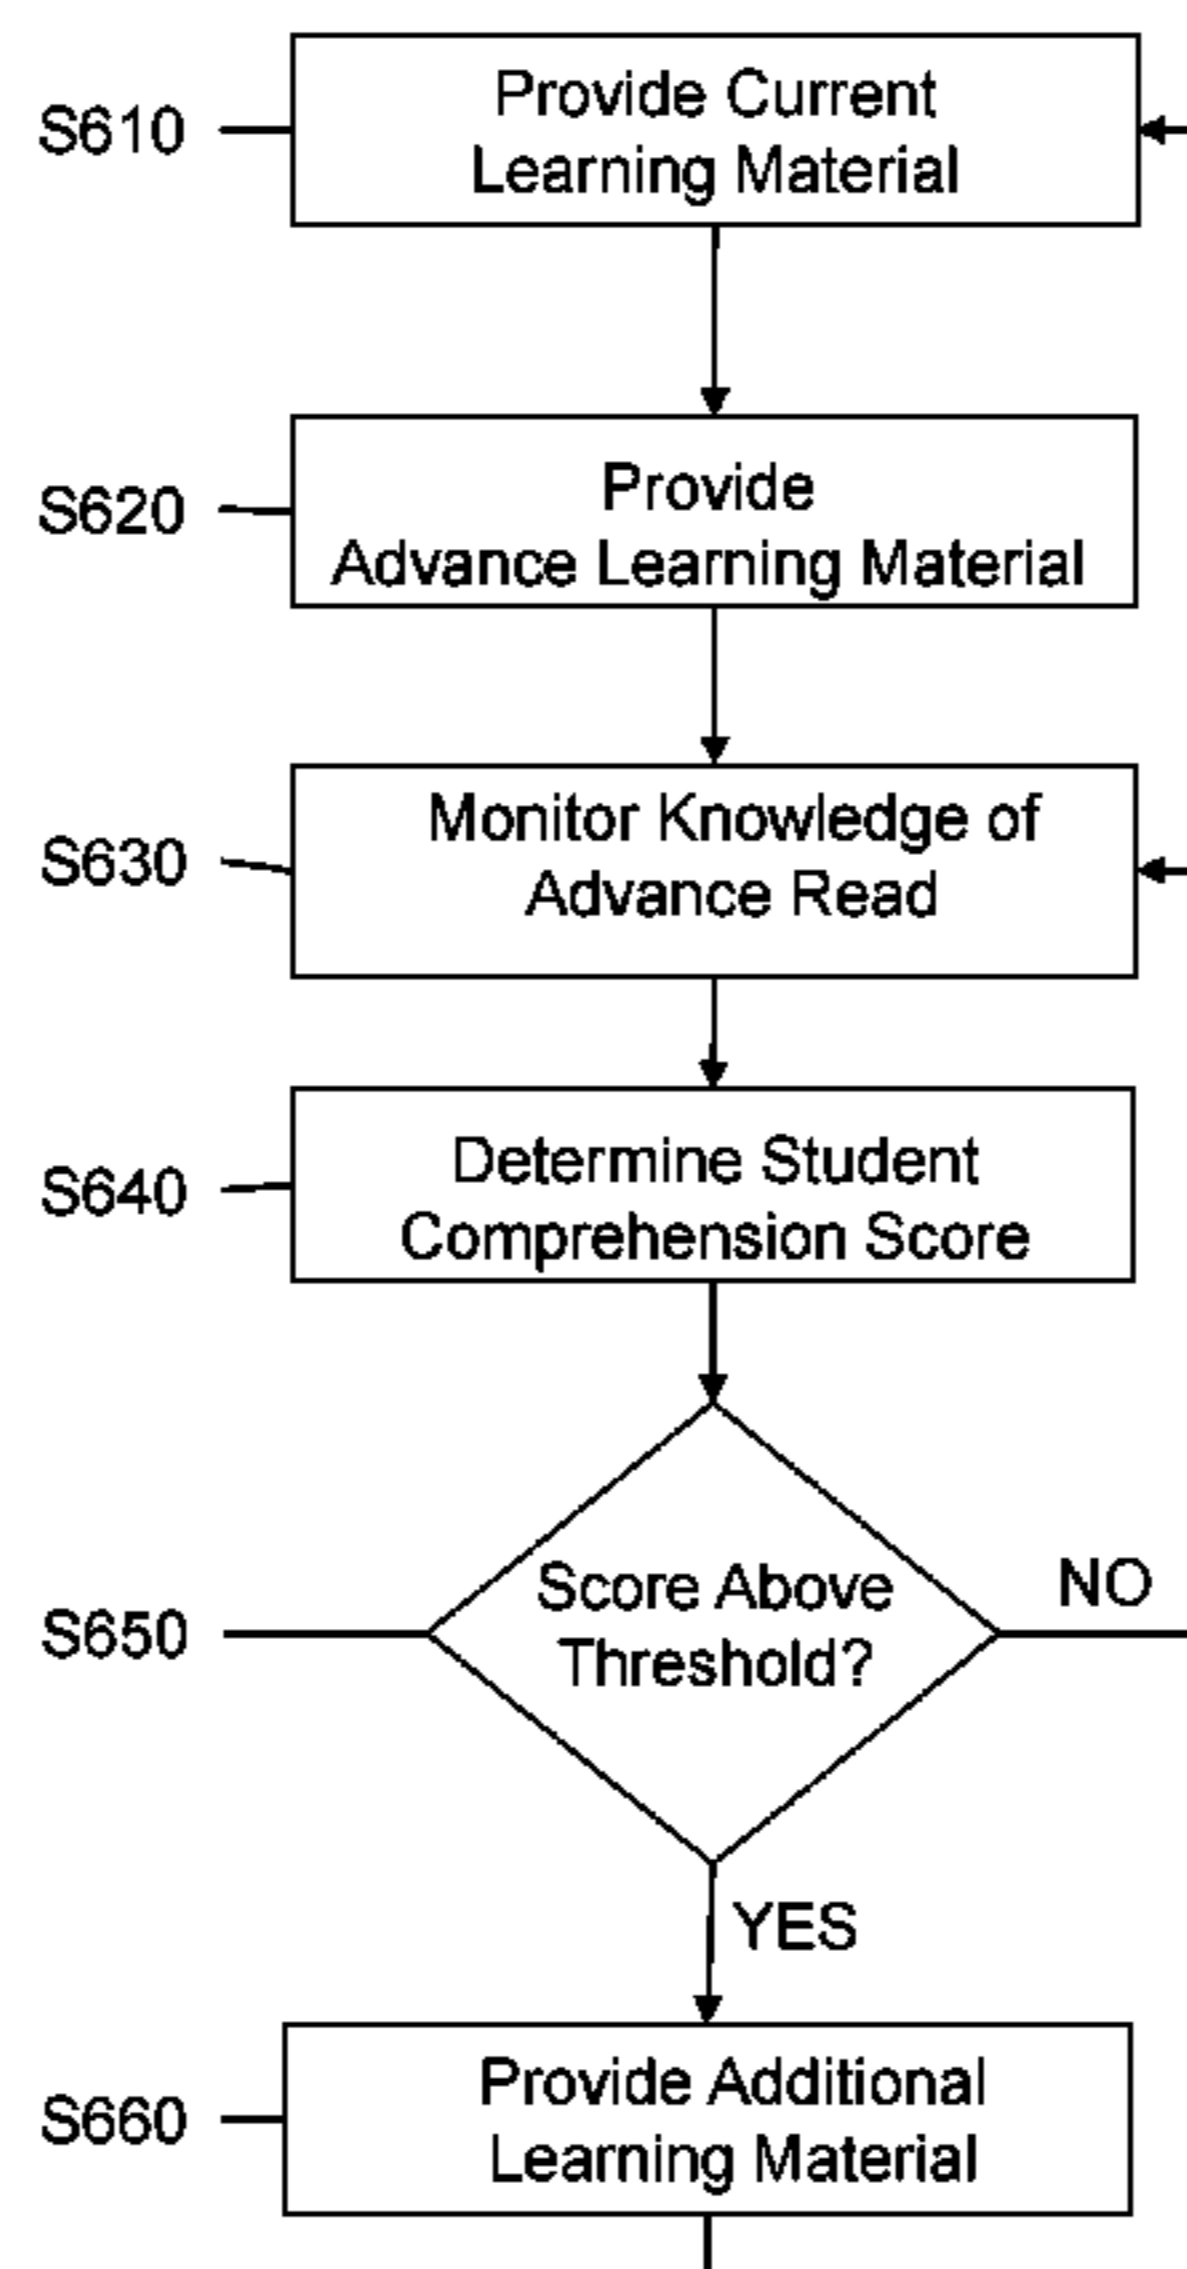 S610
Provide Current
Learning Material
S620
Provide
Advance Learning Material
S630
Monitor Knowledge of
Advance Read
S640
Determine Student
Comprehension Score
S650
Score Above
Threshold?
NO
YES
S660
Provide Additional
Learning Material